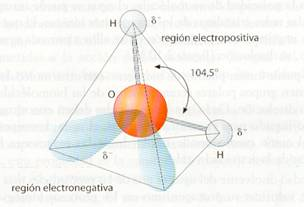 H δ⁻
región electropositiva
104,5°
O
δ⁻
δ⁻
H
región electronegativa